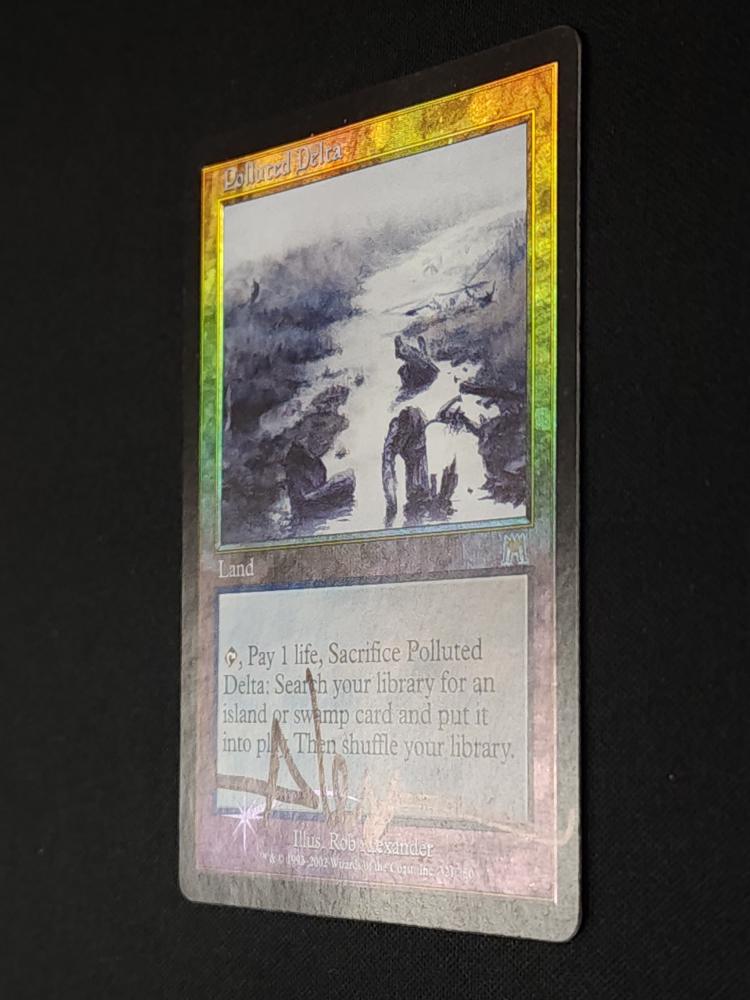 Polluted Delta
Land
, Pay 1 life, Sacrifice Polluted
Delta: Search your library for an
island or swamp card and put it
into play. Then shuffle your library.
Illus. Rob Alexander
™ & © 1993-2002 Wizards of the Coast, Inc. 321/350